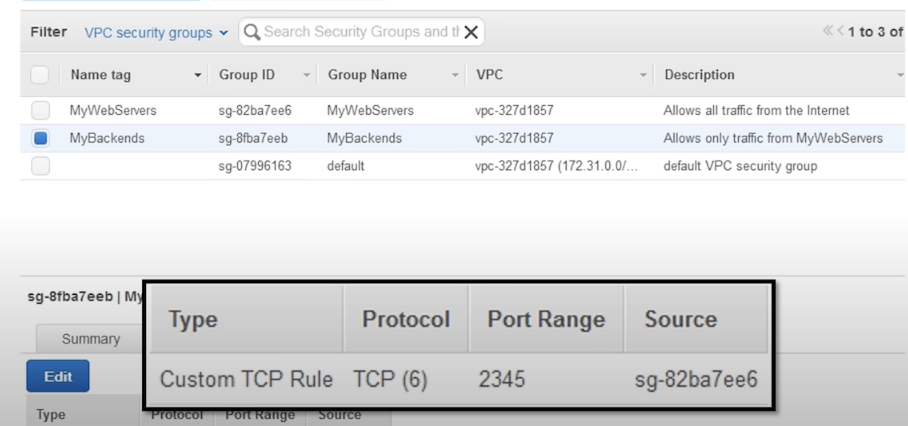 Filter VPC security groups Search Security Groups and th 1 to 3 of
Name tag Group ID Group Name VPC Description
MyWebServers sg-82ba7ee6 MyWebServers vpc-327d1857 Allows all traffic from the Internet
MyBackends sg-8fba7eeb MyBackends vpc-327d1857 Allows only traffic from MyWebServers
sg-07996163 default vpc-327d1857 (172.31.0.0/... default VPC security group
sg-8fba7eeb | My
Summary
Edit
Type Protocol Port Range Source
Custom TCP Rule TCP (6) 2345 sg-82ba7ee6
Type Protocol Port Range Source